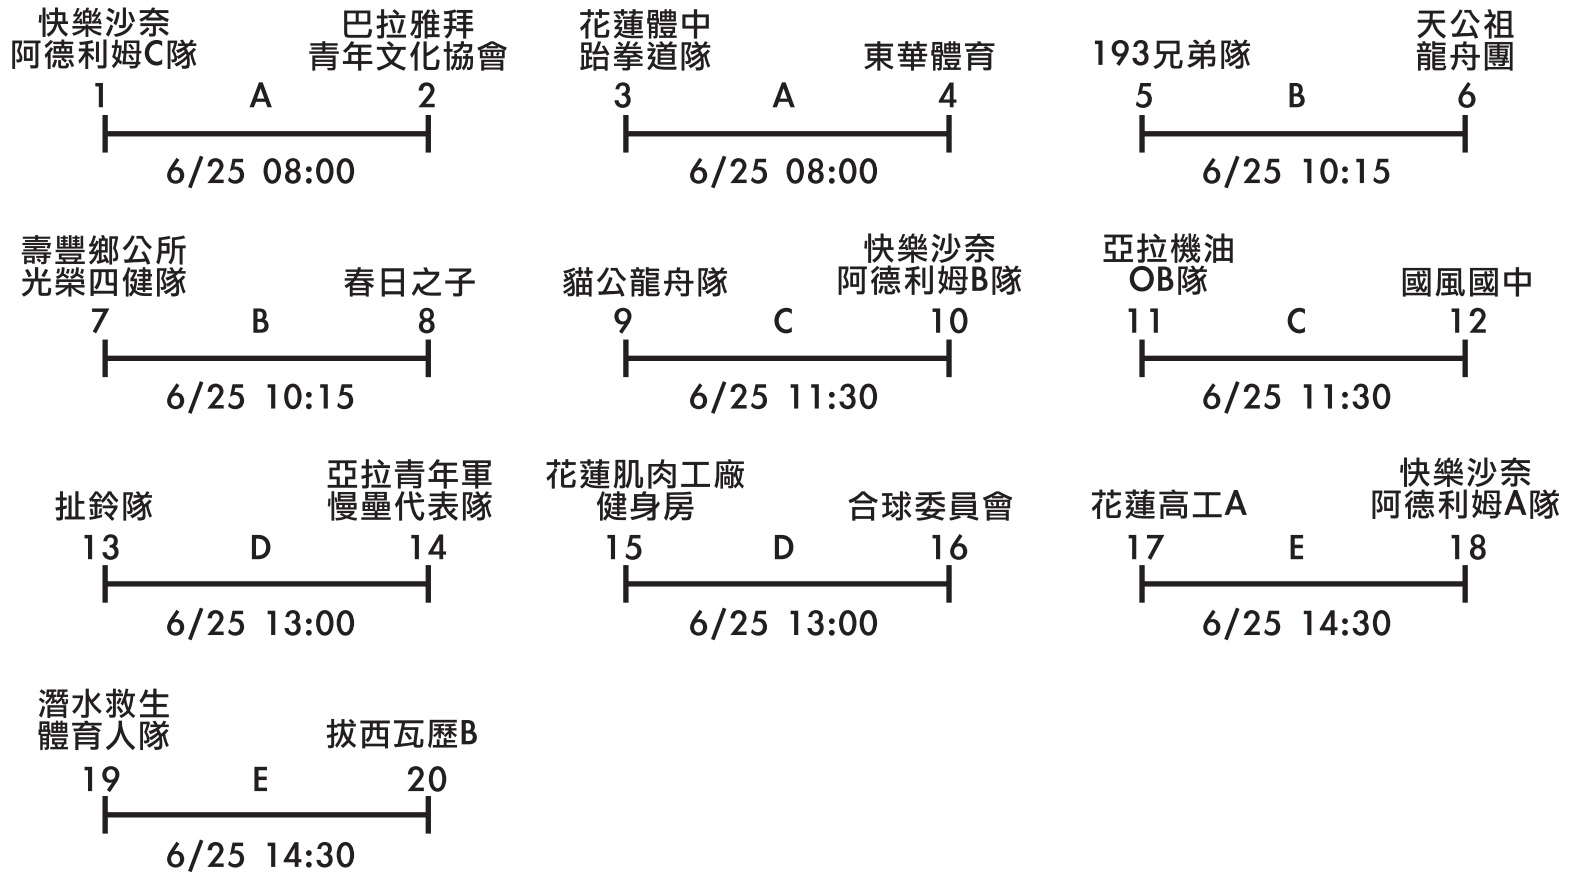 快樂沙奈
阿德利姆C隊
1
A
巴拉雅拜
青年文化協會
2
6/25 08:00
花蓮體中
跆拳道隊
3
A
東華體育
4
6/25 08:00
193兄弟隊
5
B
天公祖
龍舟團
6
6/25 10:15
壽豐鄉公所
光榮四健隊
7
B
春日之子
8
6/25 10:15
貓公龍舟隊
9
C
快樂沙奈
阿德利姆B隊
10
6/25 11:30
亞拉機油
OB隊
11
C
國風國中
12
6/25 11:30
扯鈴隊
13
D
亞拉青年軍
慢壘代表隊
14
6/25 13:00
花蓮肌肉工廠
健身房
15
D
合球委員會
16
6/25 13:00
花蓮高工A
17
E
快樂沙奈
阿德利姆A隊
18
6/25 14:30
潛水救生
體育人隊
19
E
拔西瓦歷B
20
6/25 14:30